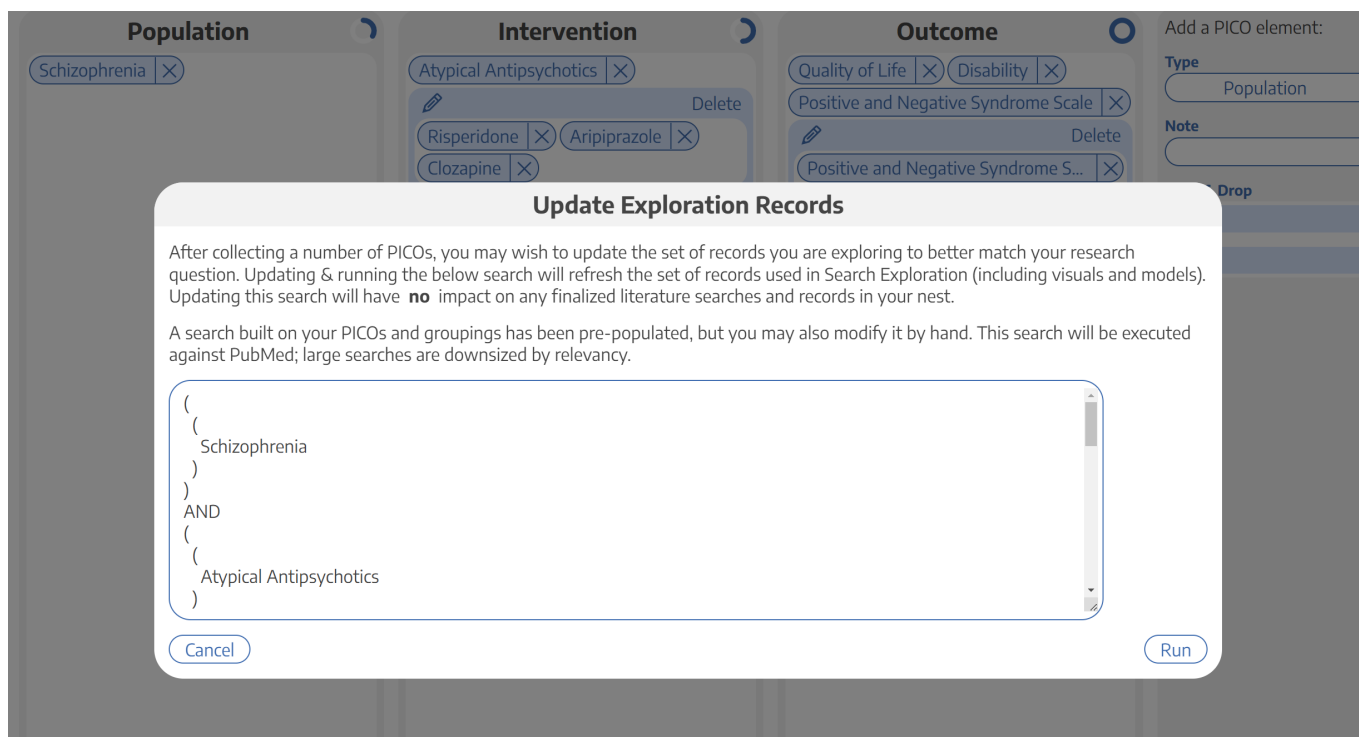 Population
Intervention
Outcome
Add a PICO element:
Schizophrenia
Atypical Antipsychotics
Delete
Risperidone
Aripiprazole
Clozapine
Quality of Life
Disability
Positive and Negative Syndrome Scale
Delete
Positive and Negative Syndrome S...
Type
Population
Note
Drop
Update Exploration Records
After collecting a number of PICOs, you may wish to update the set of records you are exploring to better match your research
question. Updating & running the below search will refresh the set of records used in Search Exploration (including visuals and models).
Updating this search will have no impact on any finalized literature searches and records in your nest.
A search built on your PICOs and groupings has been pre-populated, but you may also modify it by hand. This search will be executed
against PubMed; large searches are downsized by relevancy.
(
(
Schizophrenia
)
)
AND
(
(
Atypical Antipsychotics
)
Cancel
Run